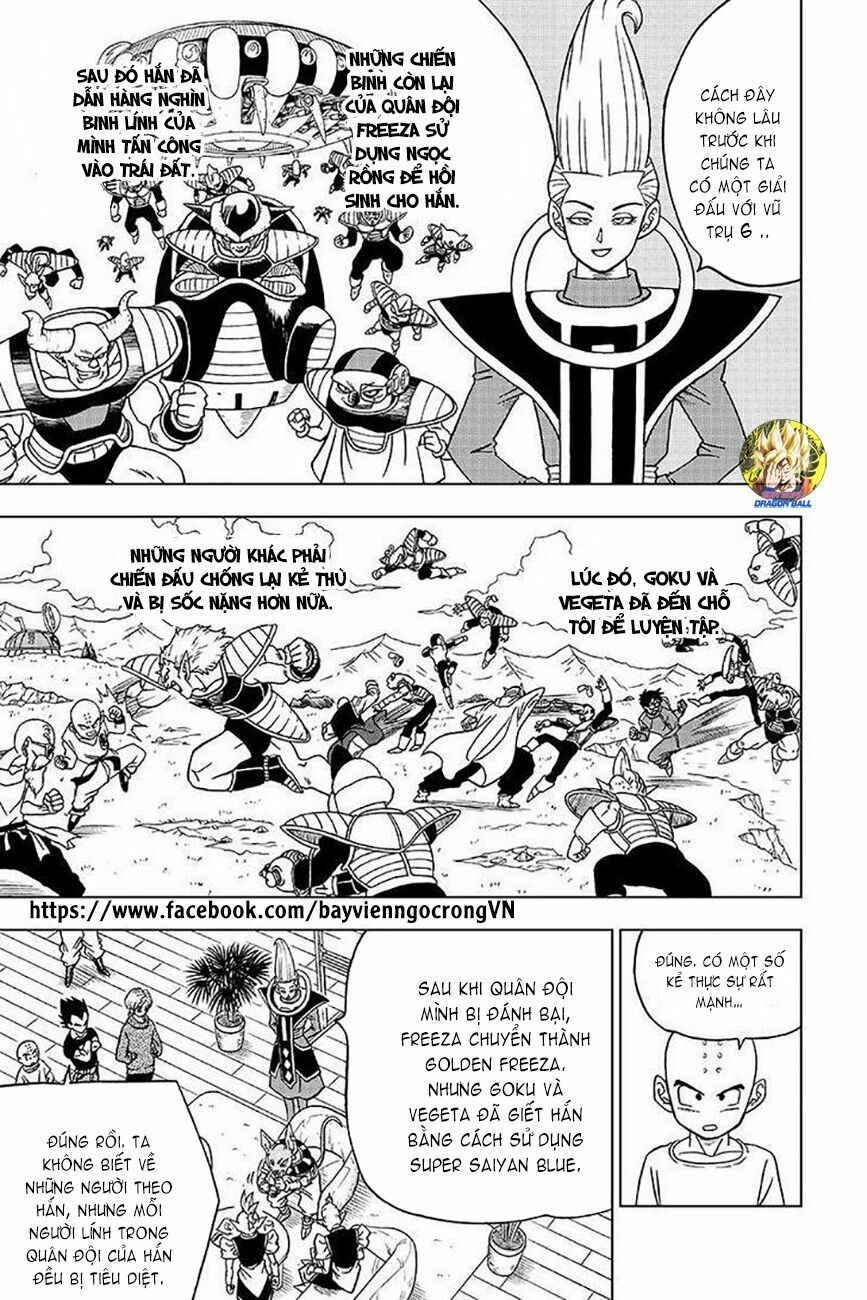 CÁCH ĐÂY
KHÔNG LÂU
TRƯỚC KHI
CHÚNG TA
CÓ MỘT GIẢI
ĐẤU VỚI VŨ
TRỤ 6 ..
NHỮNG CHIẾN
BINH CÒN LẠI
CỦA QUÂN ĐỘI
FREEZA SỬ
DỤNG NGỌC
RỒNG ĐỂ HỒI
SINH CHO HẮN.
SAU ĐÓ HẮN ĐÃ
DẪN HÀNG NGHÌN
BINH LÍNH CỦA
MÌNH TẤN CÔNG
VÀO TRÁI ĐẤT.
DRAGON BALL
LÚC ĐÓ, GOKU VÀ
VEGETA ĐÃ ĐẾN CHỖ
TÔI ĐỂ LUYỆN TẬP.
NHỮNG NGƯỜI KHÁC PHẢI
CHIẾN ĐẤU CHỐNG LẠI KẺ THÙ
VÀ BỊ SỐC NẶNG HƠN NỮA.
https://www.facebook.com/bayvienngocrongVN
ĐÚNG. CÓ MỘT SỐ
KẺ THỰC SỰ RẤT
MẠNH...
SAU KHI QUÂN ĐỘI
MÌNH BỊ ĐÁNH BẠI,
FREEZA CHUYỂN THÀNH
GOLDEN FREEZA.
NHƯNG GOKU VÀ
VEGETA ĐÃ GIẾT HẮN
BẰNG CÁCH SỬ DỤNG
SUPER SAIYAN BLUE.
ĐÚNG RỒI. TA
KHÔNG BIẾT VỀ
NHỮNG NGƯỜI THEO
HẮN, NHƯNG MỖI
NGƯỜI LÍNH TRONG
QUÂN ĐỘI CỦA HẮN
ĐỀU BỊ TIÊU DIỆT.